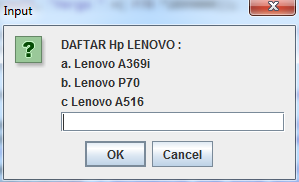 Input
DAFTAR Hp LENOVO :
a. Lenovo A369i
b. Lenovo P70
c Lenovo A516
OK
Cancel